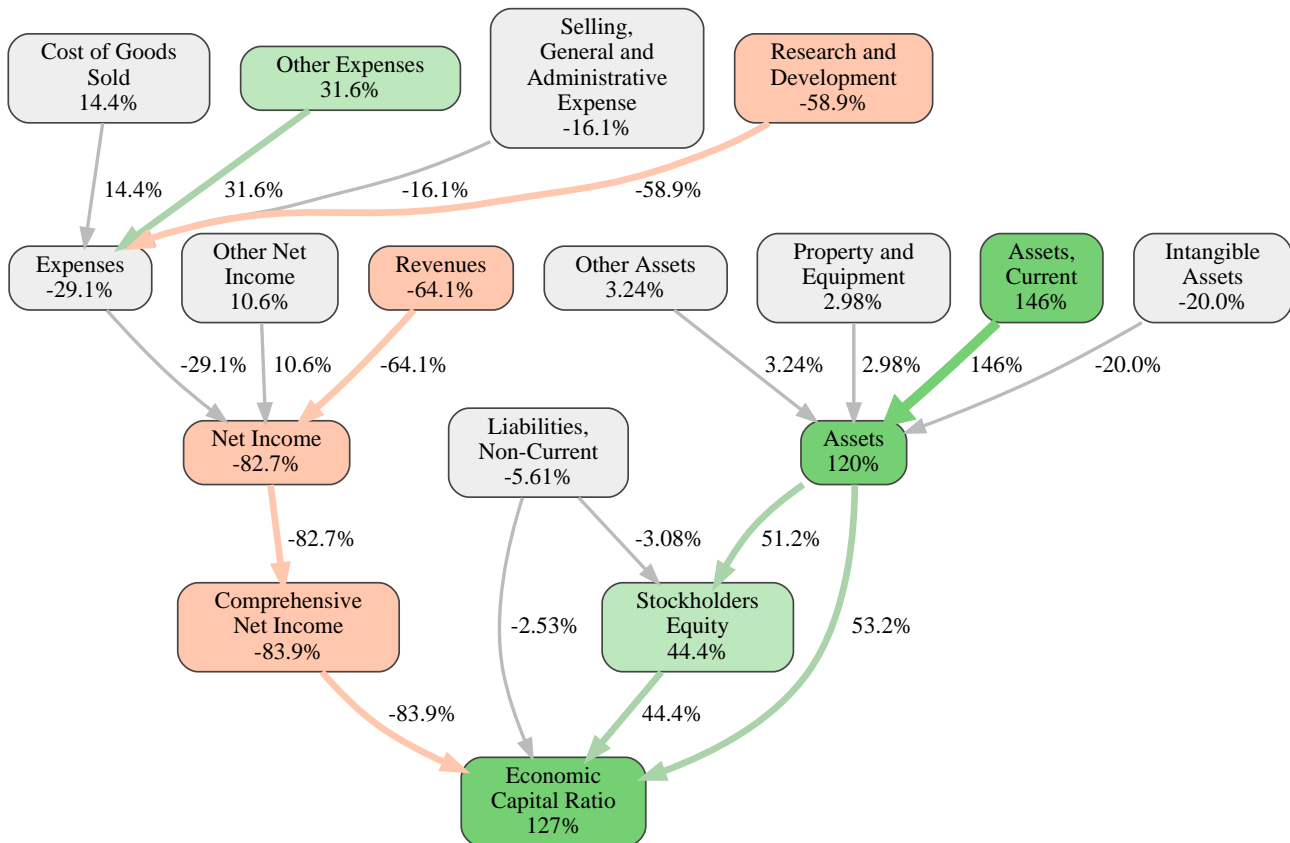 Cost of Goods
Sold
14.4%
Other Expenses
31.6%
Selling,
General and
Administrative
Expense
-16.1%
Research and
Development
-58.9%
14.4%
31.6%
-16.1%
-58.9%
Expenses
-29.1%
Other Net
Income
10.6%
Revenues
-64.1%
Other Assets
3.24%
Property and
Equipment
2.98%
Assets,
Current
146%
Intangible
Assets
-20.0%
-29.1%
10.6%
-64.1%
3.24%
2.98%
146%
-20.0%
Net Income
-82.7%
Liabilities,
Non-Current
-5.61%
Assets
120%
-82.7%
-3.08%
51.2%
Comprehensive
Net Income
-83.9%
-2.53%
Stockholders
Equity
44.4%
53.2%
-83.9%
44.4%
Economic
Capital Ratio
127%